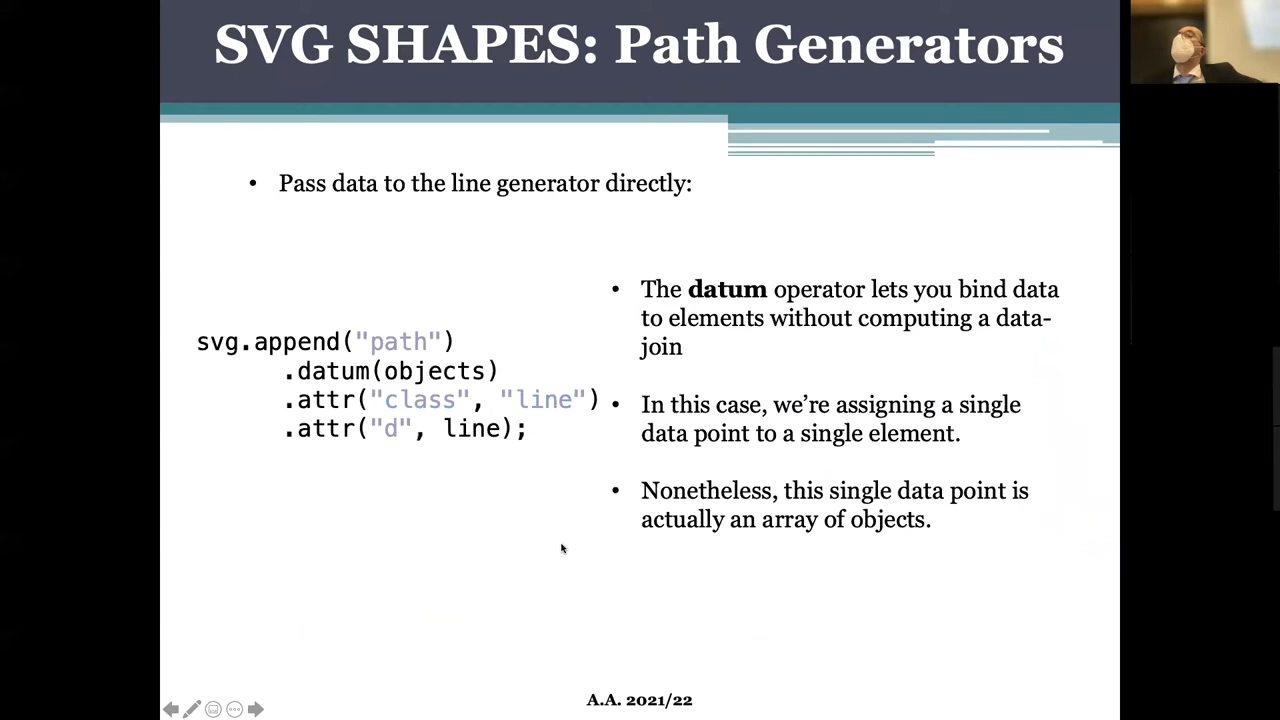 SVG SHAPES: Path Generators
• Pass data to the line generator directly:
svg.append("path")
.datum(objects)
.attr("class", "line")
.attr("d", line);
• The datum operator lets you bind data
to elements without computing a data-
join
• In this case, we’re assigning a single
data point to a single element.
• Nonetheless, this single data point is
actually an array of objects.
A.A. 2021/22